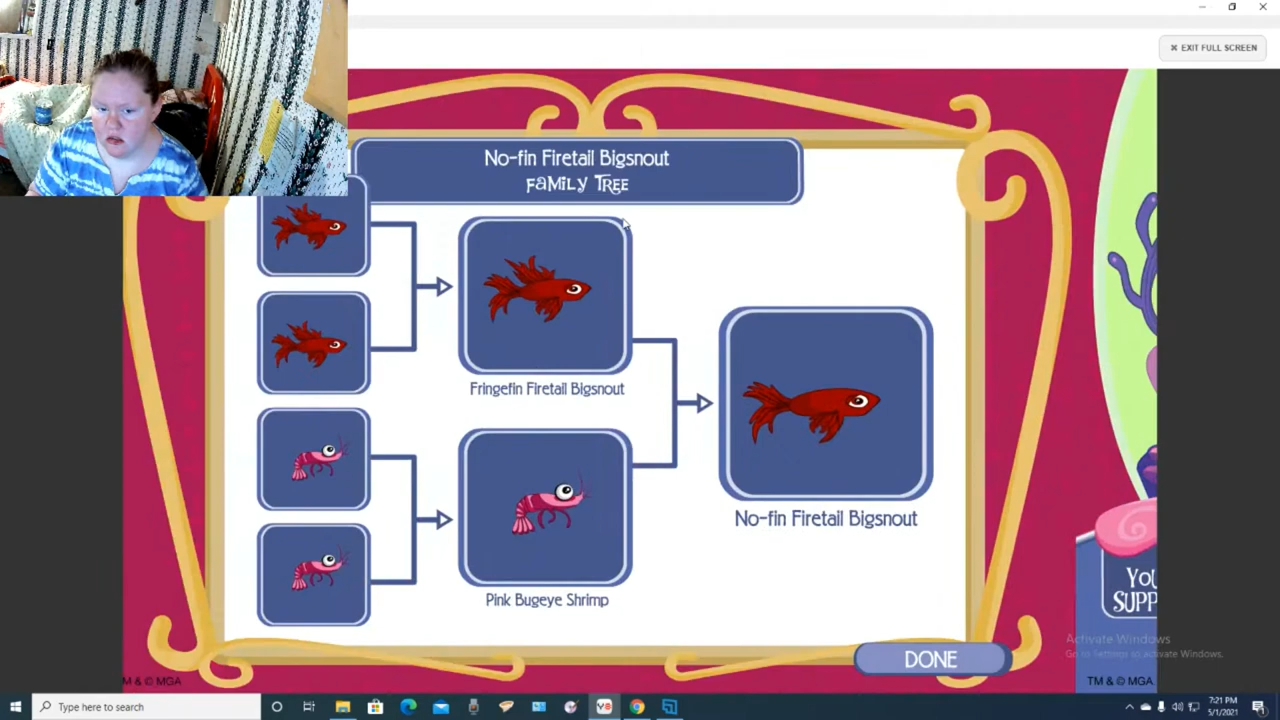 ✖ EXIT FULL SCREEN
No-fin Firetail Bigsnout
FaMiLy TREE
Fringefin Firetail Bigsnout
No-fin Firetail Bigsnout
Pink Bugeye Shrimp
YOU
SUPP
DONE
Activate Windows
Go to Settings to activate Windows.
M & © MGA
TM & © MGA
Type here to search
7:21 PM
5/1/2021